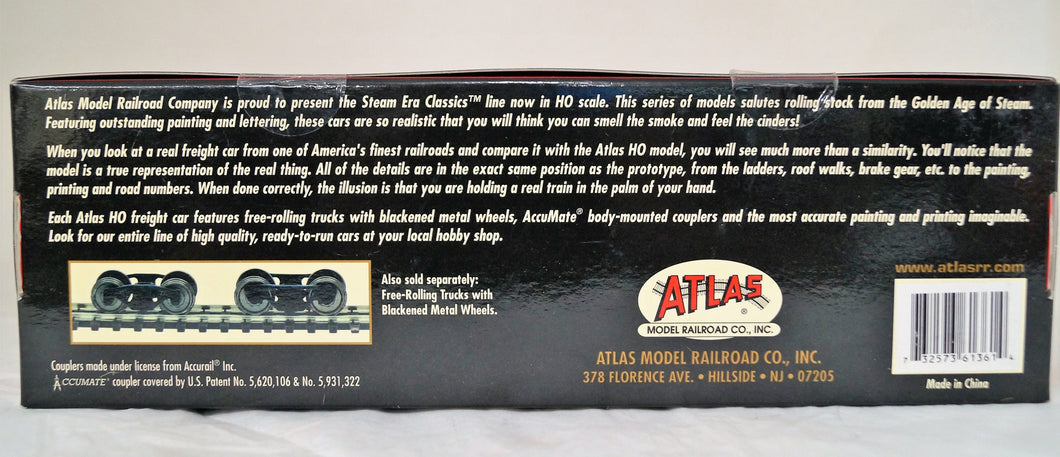 Atlas Model Railroad Company is proud to present the Steam Era Classics™ line now in HO scale. This series of models salutes rolling stock from the Golden Age of Steam.
Featuring outstanding painting and lettering, these cars are so realistic that you will think you can smell the smoke and feel the cinders!
When you look at a real freight car from one of America's finest railroads and compare it with the Atlas HO model, you will see much more than a similarity. You'll notice that the
model is a true representation of the real thing. All of the details are in the exact same position as the prototype, from the ladders, roof walks, brake gear, etc. to the painting,
printing and road numbers. When done correctly, the illusion is that you are holding a real train in the palm of your hand.
Each Atlas HO freight car features free-rolling trucks with blackened metal wheels, AccuMate® body-mounted couplers and the most accurate painting and printing imaginable.
Look for our entire line of high quality, ready-to-run cars at your local hobby shop.
Also sold separately:
Free-Rolling Trucks with
Blackened Metal Wheels.
Couplers made under license from Accurail® Inc.
ACCUMATE® coupler covered by U.S. Patent No. 5,620,106 & No. 5,931,322
ATLAS®
MODEL RAILROAD CO., INC.
ATLAS MODEL RAILROAD CO., INC.
378 FLORENCE AVE. • HILLSIDE • NJ • 07205
www.atlasrr.com
7 32573 61361 4
Made in China